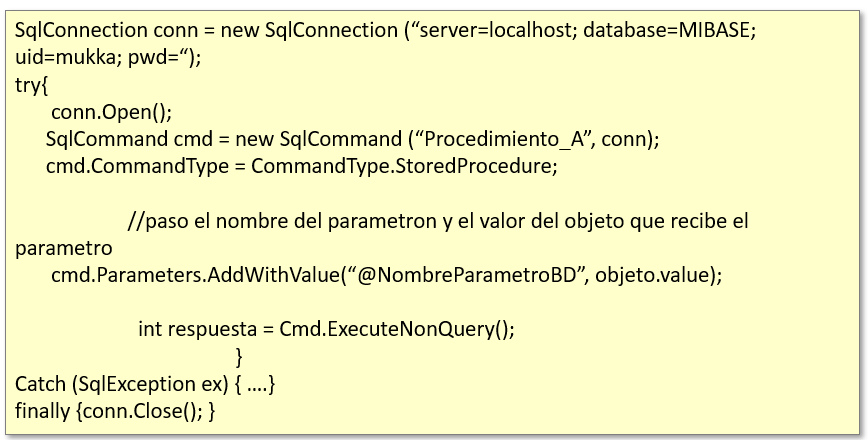 SqlConnection conn = new SqlConnection (“server=localhost; database=MIBASE;
uid=mukka; pwd=“);
try{
conn.Open();
SqlCommand cmd = new SqlCommand (“Procedimiento_A”, conn);
cmd.CommandType = CommandType.StoredProcedure;
//paso el nombre del parametron y el valor del objeto que recibe el
parametro
cmd.Parameters.AddWithValue(“@NombreParametroBD”, objeto.value);
int respuesta = Cmd.ExecuteNonQuery();
}
Catch (SqlException ex) { ....}
finally {conn.Close(); }